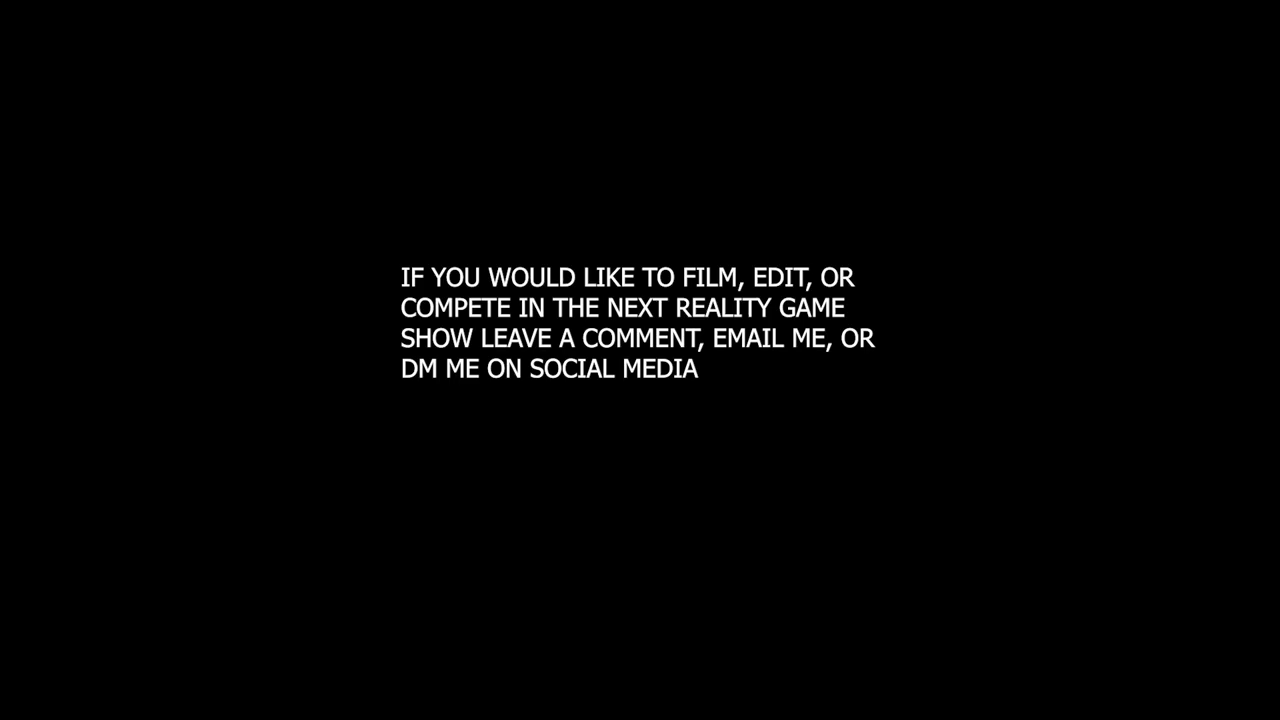 IF YOU WOULD LIKE TO FILM, EDIT, OR
COMPETE IN THE NEXT REALITY GAME
SHOW LEAVE A COMMENT, EMAIL ME, OR
DM ME ON SOCIAL MEDIA